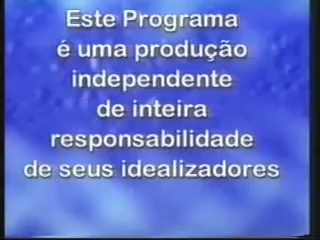 Este Programa
é uma produção
independente
de inteira
responsabilidade
de seus idealizadores